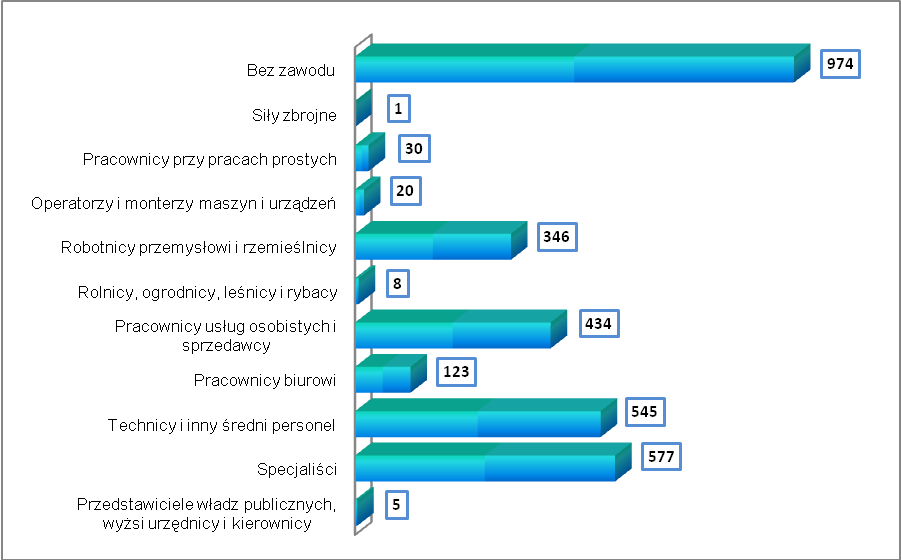 Bez zawodu
974
Siły zbrojne
1
Pracownicy przy pracach prostych
30
Operatorzy i monterzy maszyn i urządzeń
20
Robotnicy przemysłowi i rzemieślnicy
346
Rolnicy, ogrodnicy, leśnicy i rybacy
8
Pracownicy usług osobistych i
sprzedawcy
434
Pracownicy biurowi
123
Technicy i inny średni personel
545
Specjaliści
577
Przedstawiciele władz publicznych,
wyżsi urzędnicy i kierownicy
5